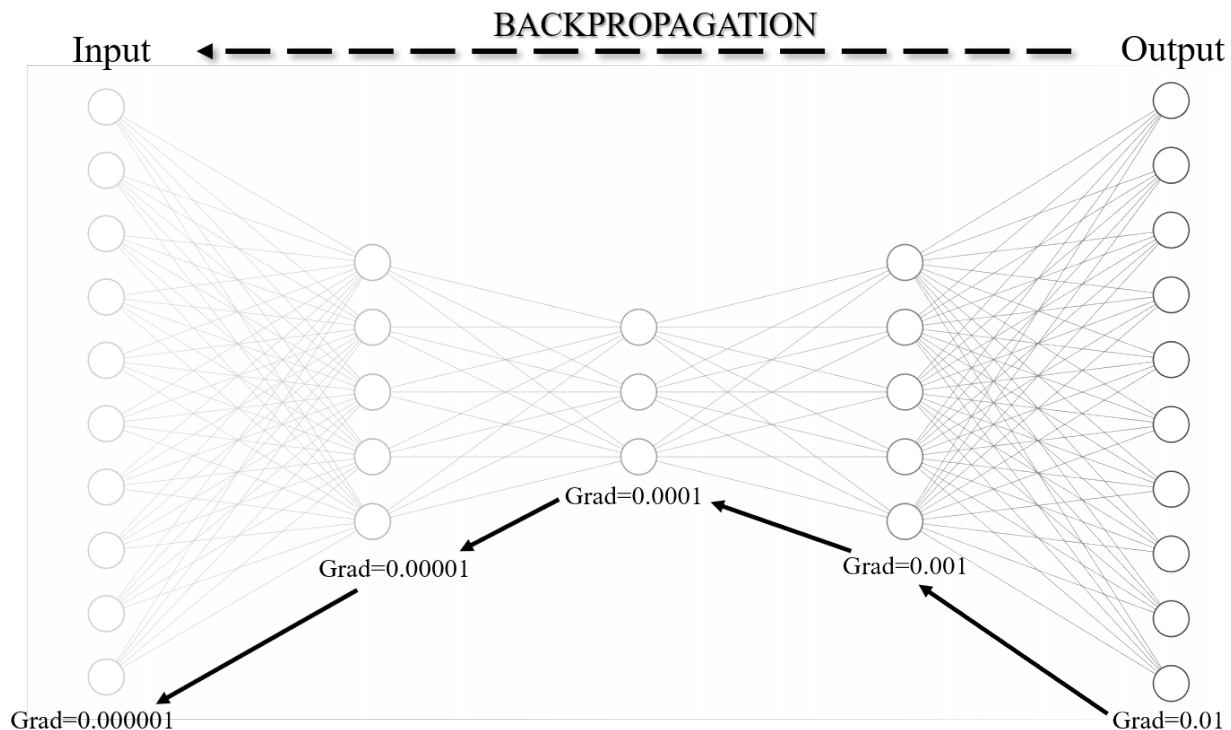 BACKPROPAGATION
Input
Output
Grad=0.0001
Grad=0.00001
Grad=0.001
Grad=0.000001
Grad=0.01